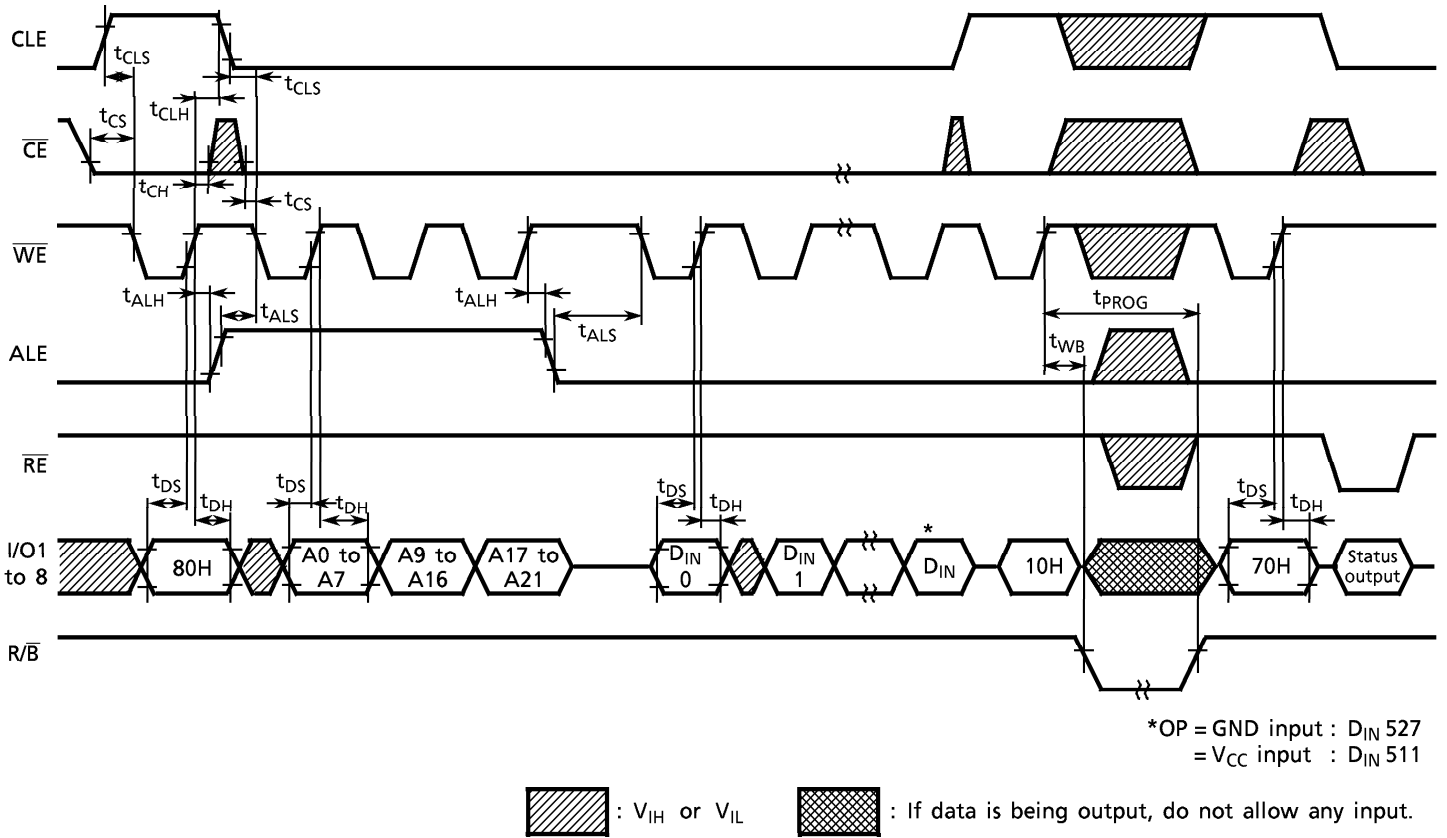 CLE
tCLS
tCLS
tCLH
tCS
CE
tCH
tCS
WE
tALH
tALS
tALH
tALS
tPROG
tWB
ALE
RE
tDS
tDH
tDS
tDH
tDS
tDH
tDS
tDH
I/O1
to 8
80H
A0 to
A7
A9 to
A16
A17 to
A21
DIN
0
DIN
1
*
DIN
10H
70H
Status
output
R/B
*OP = GND input : DIN 527
= VCC input : DIN 511
: VIH or VIL
: If data is being output, do not allow any input.